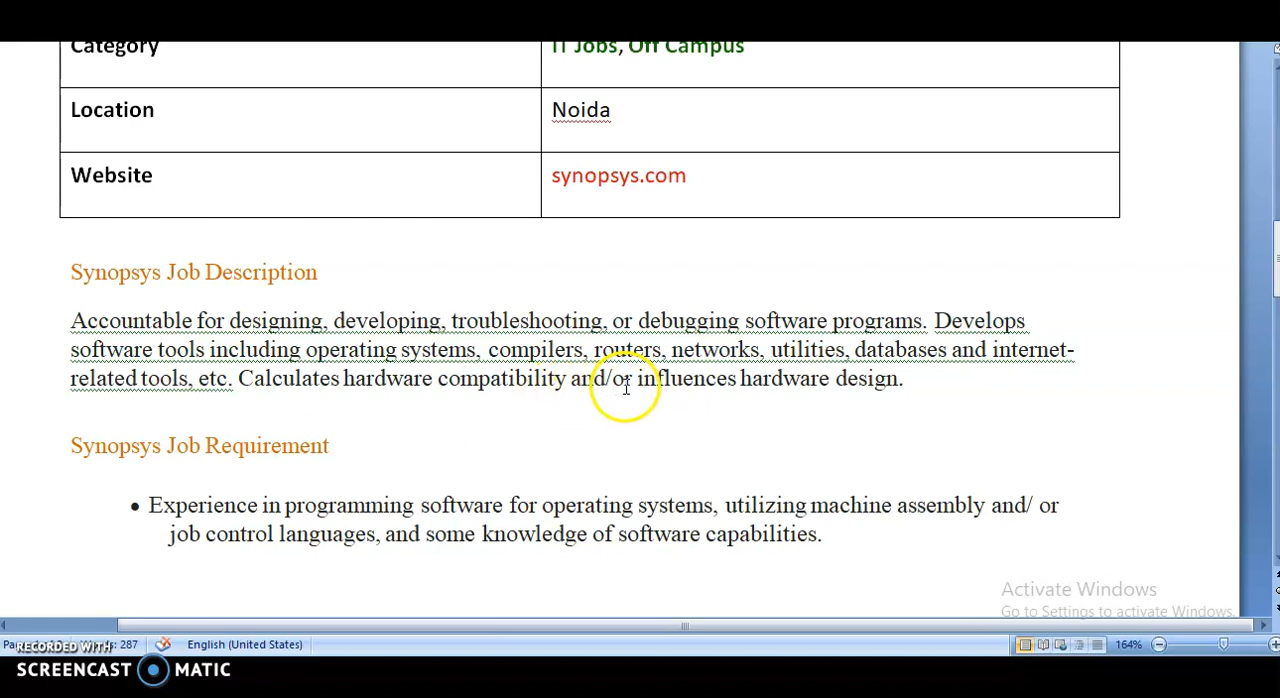 Category IT Jobs, Off Campus
Location Noida
Website synopsys.com
Synopsys Job Description
Accountable for designing, developing, troubleshooting, or debugging software programs. Develops
software tools including operating systems, compilers, routers, networks, utilities, databases and internet-
related tools, etc. Calculates hardware compatibility and/or influences hardware design.
Synopsys Job Requirement
• Experience in programming software for operating systems, utilizing machine assembly and/ or
job control languages, and some knowledge of software capabilities.
Activate Windows
Go to Settings to activate Windows.
287 English (United States) 164%
RECORDED WITH
SCREENCAST MATIC